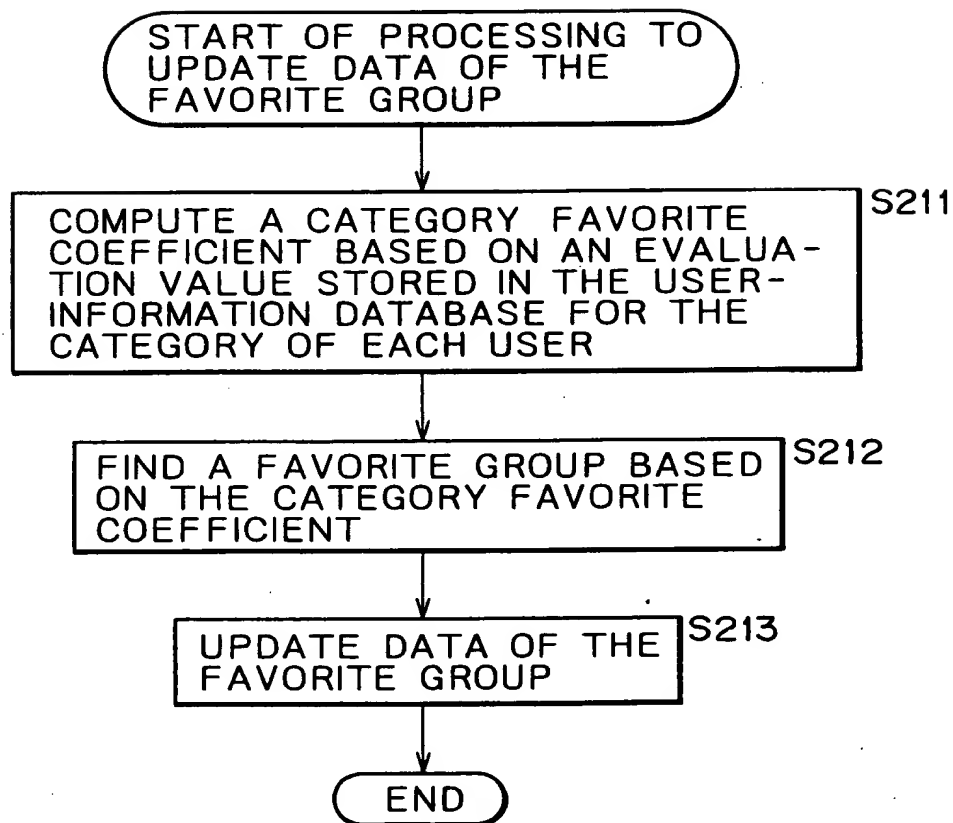 START OF PROCESSING TO
UPDATE DATA OF THE
FAVORITE GROUP
S211
COMPUTE A CATEGORY FAVORITE
COEFFICIENT BASED ON AN EVALUA-
TION VALUE STORED IN THE USER-
INFORMATION DATABASE FOR THE
CATEGORY OF EACH USER
S212
FIND A FAVORITE GROUP BASED
ON THE CATEGORY FAVORITE
COEFFICIENT
S213
UPDATE DATA OF THE
FAVORITE GROUP
END